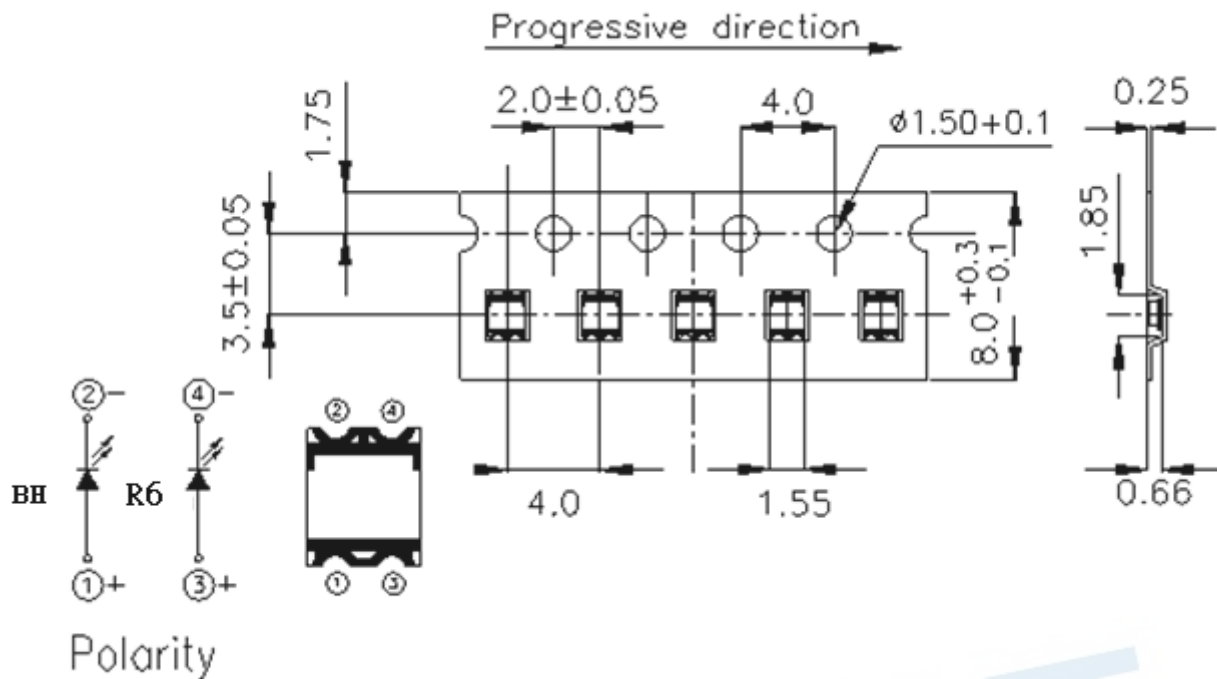 Progressive direction
1.75
2.0±0.05
4.0
ø1.50+0.1
0.25
3.5±0.05
8.0 +0.3 -0.1
1.85
② - ④ -
② ④
BH R6
4.0
1.55
0.66
① + ③ +
① ③
Polarity